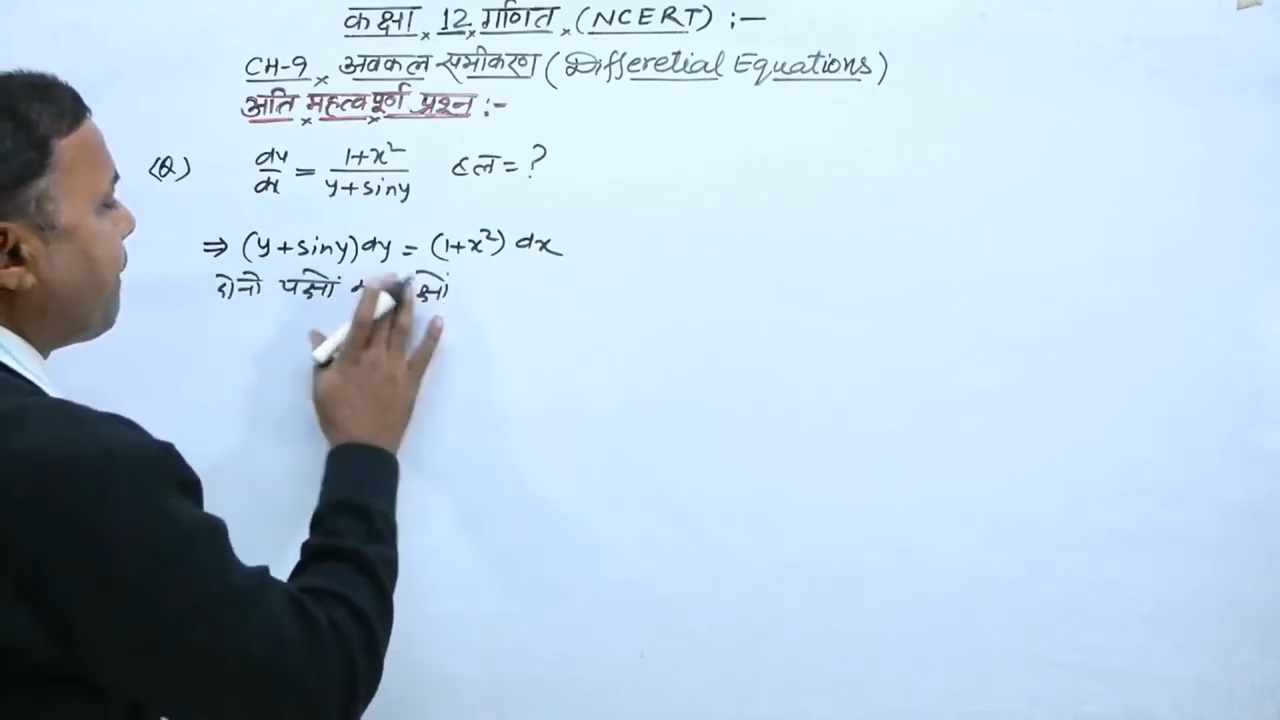 कक्षा × 12 × गणित × (NCERT) :-
CH-9 × अवकल समीकरण (Differetial Equations)
अति × महत्वपूर्ण × प्रश्न :-
(Q) dy/dx = (1+x²)/(y+siny) हल = ?
⇒ (y+siny)dy = (1+x²) dx
दोनो पक्षों